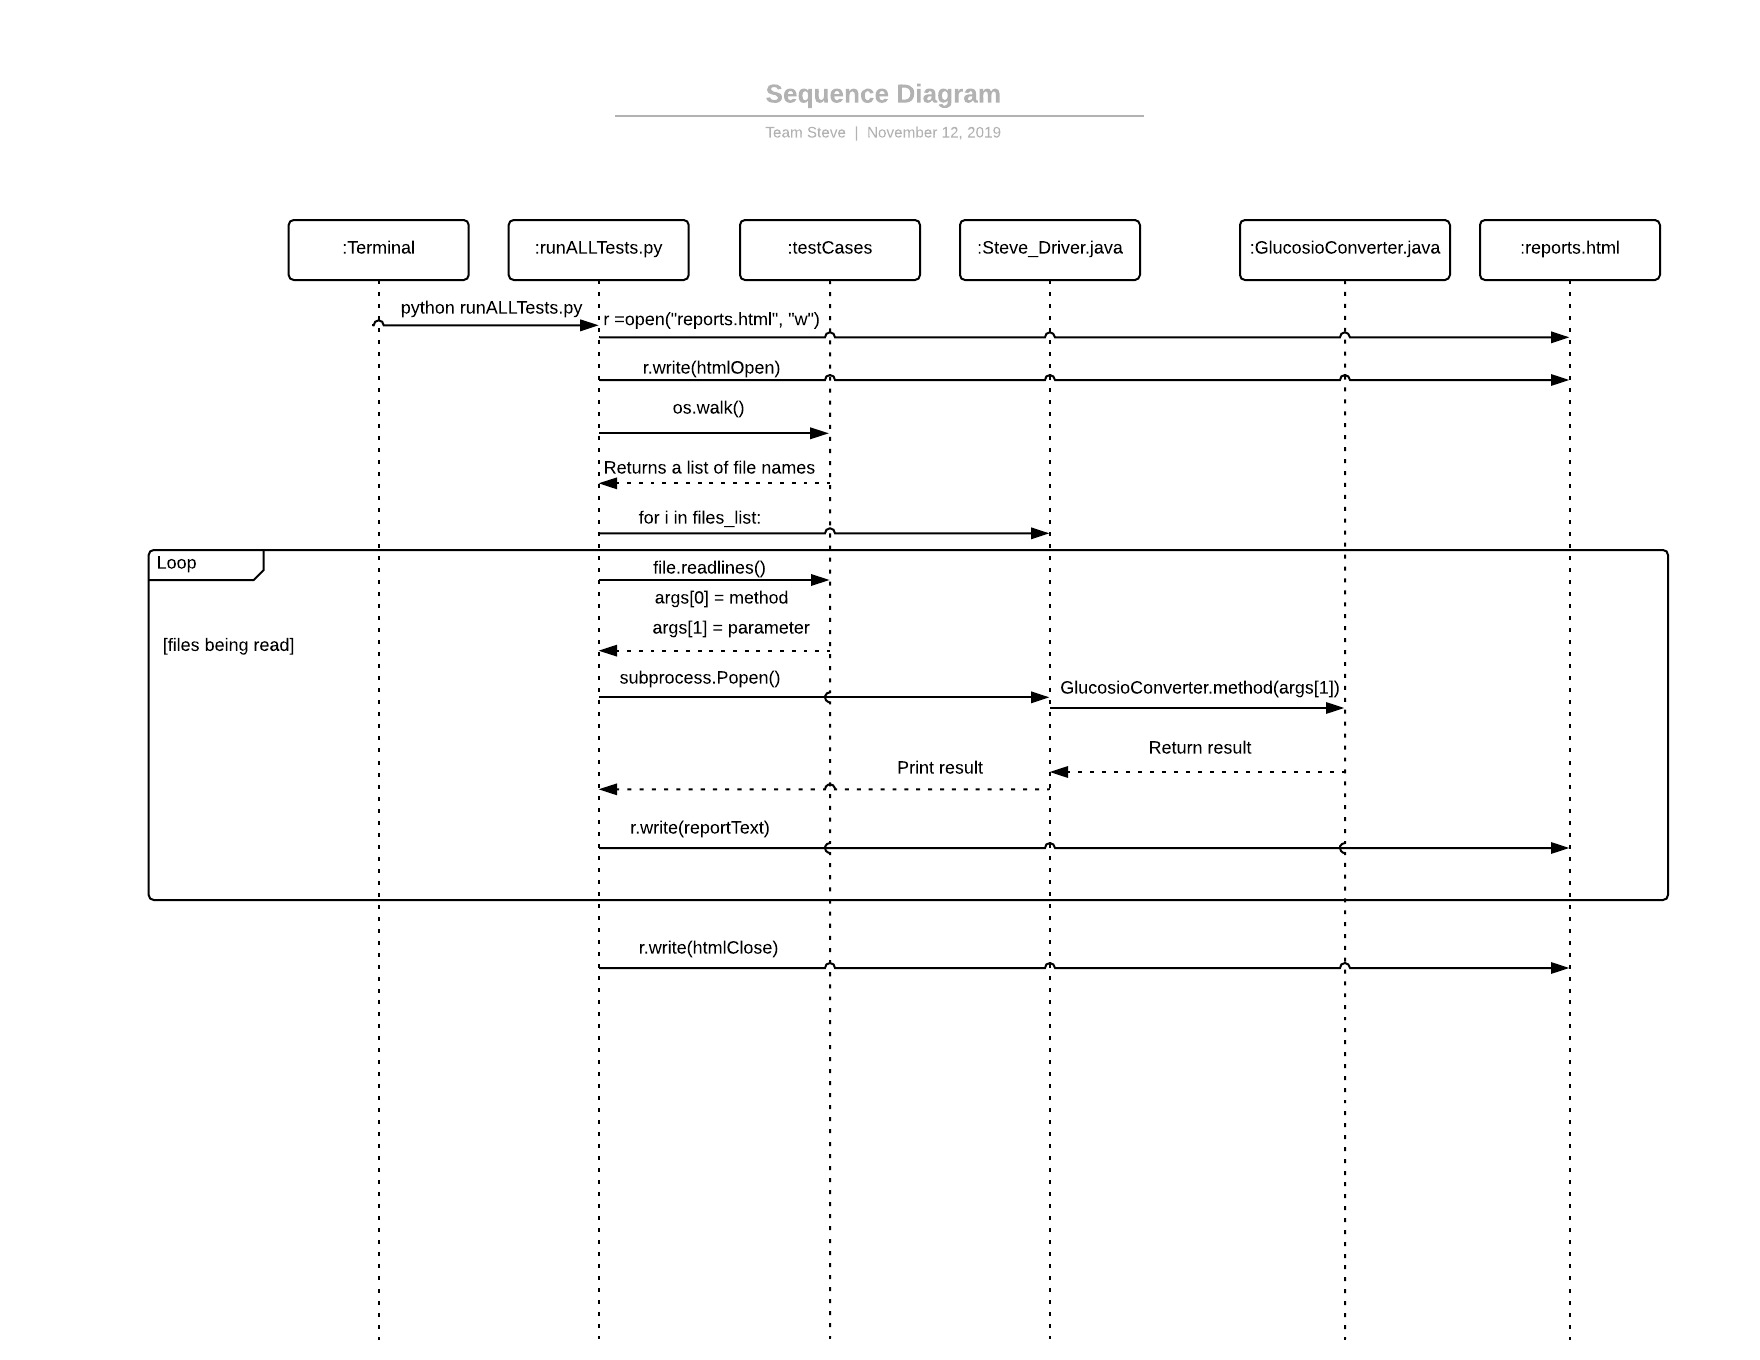 Sequence Diagram
Team Steve | November 12, 2019
:Terminal
:runALLTests.py
:testCases
:Steve_Driver.java
:GlucosioConverter.java
:reports.html
python runALLTests.py
r =open("reports.html", "w")
r.write(htmlOpen)
os.walk()
Returns a list of file names
for i in files_list:
Loop
file.readlines()
args[0] = method
args[1] = parameter
[files being read]
subprocess.Popen()
GlucosioConverter.method(args[1])
Return result
Print result
r.write(reportText)
r.write(htmlClose)